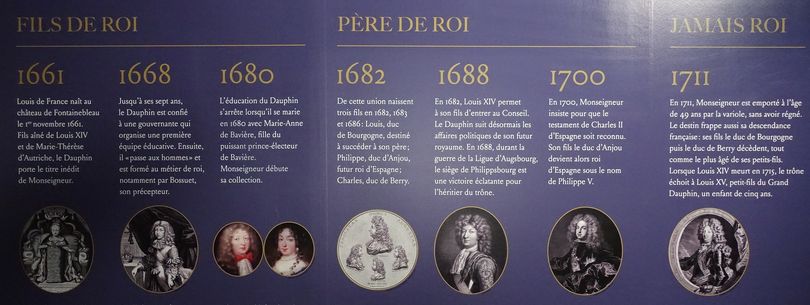 FILS DE ROI
1661
Louis de France naît au
château de Fontainebleau
le 1er novembre 1661.
Fils aîné de Louis XIV
et de Marie-Thérèse
d'Autriche, le Dauphin
porte le titre inédit
de Monseigneur.
1668
Jusqu'à ses sept ans,
le Dauphin est confié
à une gouvernante qui
organise une première
équipe éducative. Ensuite,
il « passe aux hommes » et
est formé au métier de roi,
notamment par Bossuet,
son précepteur.
1680
L'éducation du Dauphin
s'arrête lorsqu'il se marie
en 1680 avec Marie-Anne
de Bavière, fille du
puissant prince-électeur
de Bavière.
Monseigneur débute
sa collection.
PÈRE DE ROI
1682
De cette union naissent
trois fils en 1682, 1683
et 1686 : Louis, duc
de Bourgogne, destiné
à succéder à son père ;
Philippe, duc d'Anjou,
futur roi d'Espagne ;
Charles, duc de Berry.
1688
En 1682, Louis XIV permet
à son fils d'entrer au Conseil.
Le Dauphin suit désormais les
affaires politiques de son futur
royaume. En 1688, durant la
guerre de la Ligue d'Augsbourg,
le siège de Philippsbourg est
une victoire éclatante pour
l'héritier du trône.
1700
En 1700, Monseigneur
insiste pour que le
testament de Charles II
d'Espagne soit reconnu.
Son fils le duc d'Anjou
devient alors roi
d'Espagne sous le nom
de Philippe V.
JAMAIS ROI
1711
En 1711, Monseigneur est emporté à l'âge
de 49 ans par la variole, sans avoir régné.
Le destin frappe aussi sa descendance
française : ses fils le duc de Bourgogne
puis le duc de Berry décèdent, tout
comme le plus âgé de ses petits-fils.
Lorsque Louis XIV meurt en 1715, le trône
échoit à Louis XV, petit-fils du Grand
Dauphin, un enfant de cinq ans.